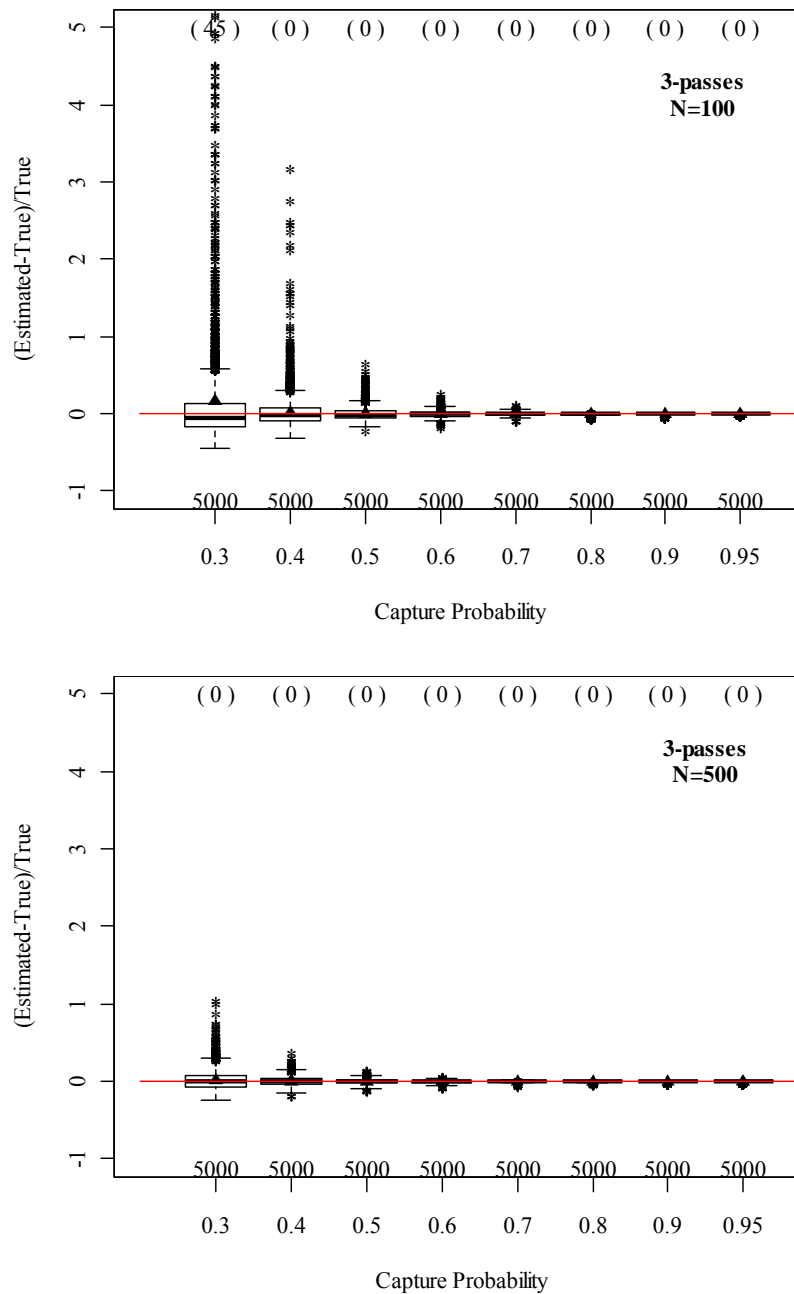 ( 45 ) ( 0 ) ( 0 ) ( 0 ) ( 0 ) ( 0 ) ( 0 ) ( 0 )
3-passes
N=100
(Estimated-True)/True
5
4
3
2
1
0
-1
5000 5000 5000 5000 5000 5000 5000 5000
0.3 0.4 0.5 0.6 0.7 0.8 0.9 0.95
Capture Probability
( 0 ) ( 0 ) ( 0 ) ( 0 ) ( 0 ) ( 0 ) ( 0 ) ( 0 )
3-passes
N=500
(Estimated-True)/True
5
4
3
2
1
0
-1
5000 5000 5000 5000 5000 5000 5000 5000
0.3 0.4 0.5 0.6 0.7 0.8 0.9 0.95
Capture Probability